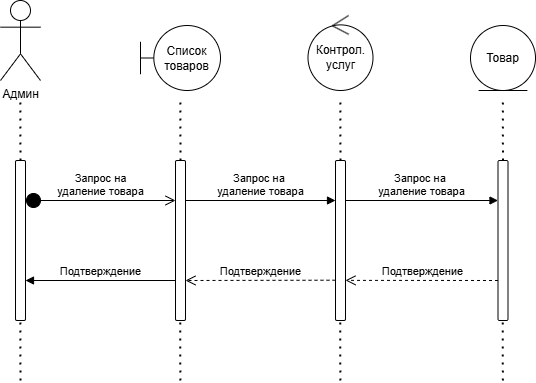 Админ
Список
товаров
Контрол.
услуг
Товар
Запрос на
удаление товара
Запрос на
удаление товара
Запрос на
удаление товара
Подтверждение
Подтверждение
Подтверждение